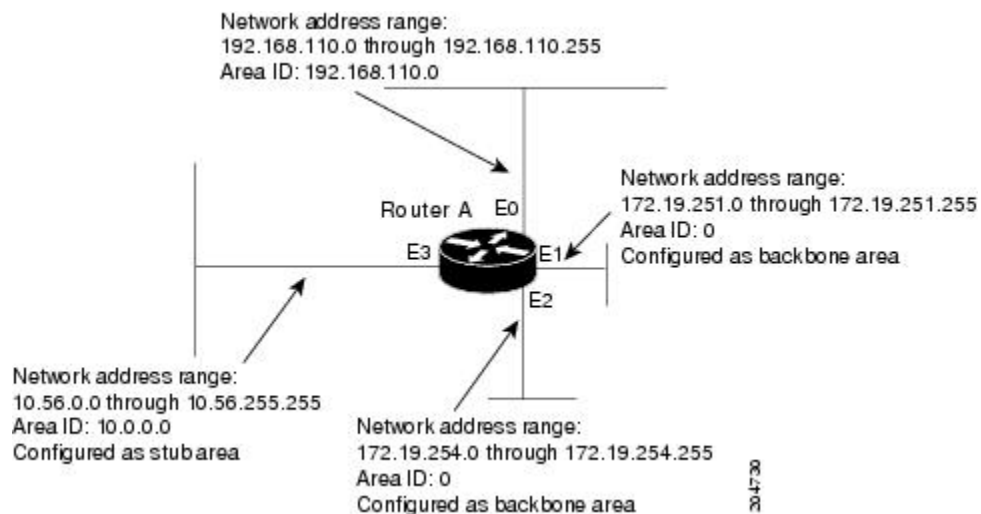 Network address range:
192.168.110.0 through 192.168.110.255
Area ID: 192.168.110.0
Network address range:
172.19.251.0 through 172.19.251.255
Area ID: 0
Configured as backbone area
Router A
E0
E3
E1
E2
Network address range:
10.56.0.0 through 10.56.255.255
Area ID: 10.0.0.0
Configured as stub area
Network address range:
172.19.254.0 through 172.19.254.255
Area ID: 0
Configured as backbone area
204730